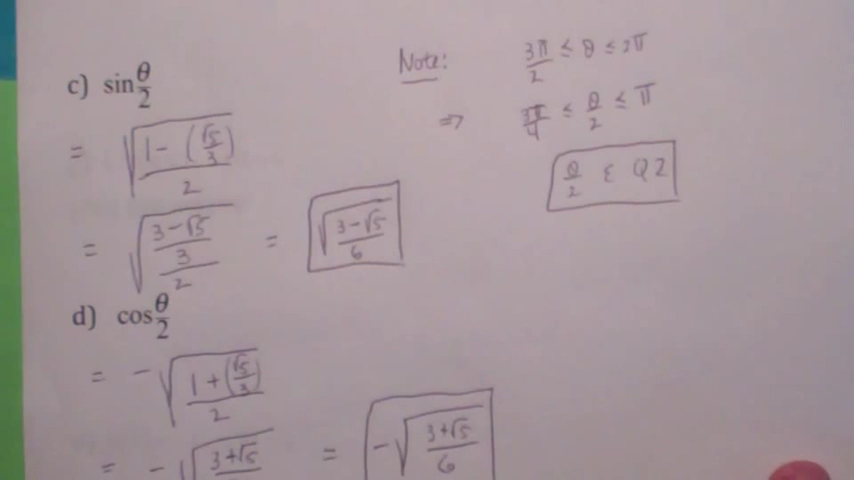 c) sin θ/2
= √((1 - (√5/3))/2)
= √(((3-√5)/3)/2) = √((3-√5)/6)
d) cos θ/2
= -√((1 + (√5/3))/2)
= -√(3+√5 = -√((3+√5)/6)
Note: 3π/2 ≤ θ ≤ 2π
⇒ 3π/4 ≤ θ/2 ≤ π
θ/2 ε Q2